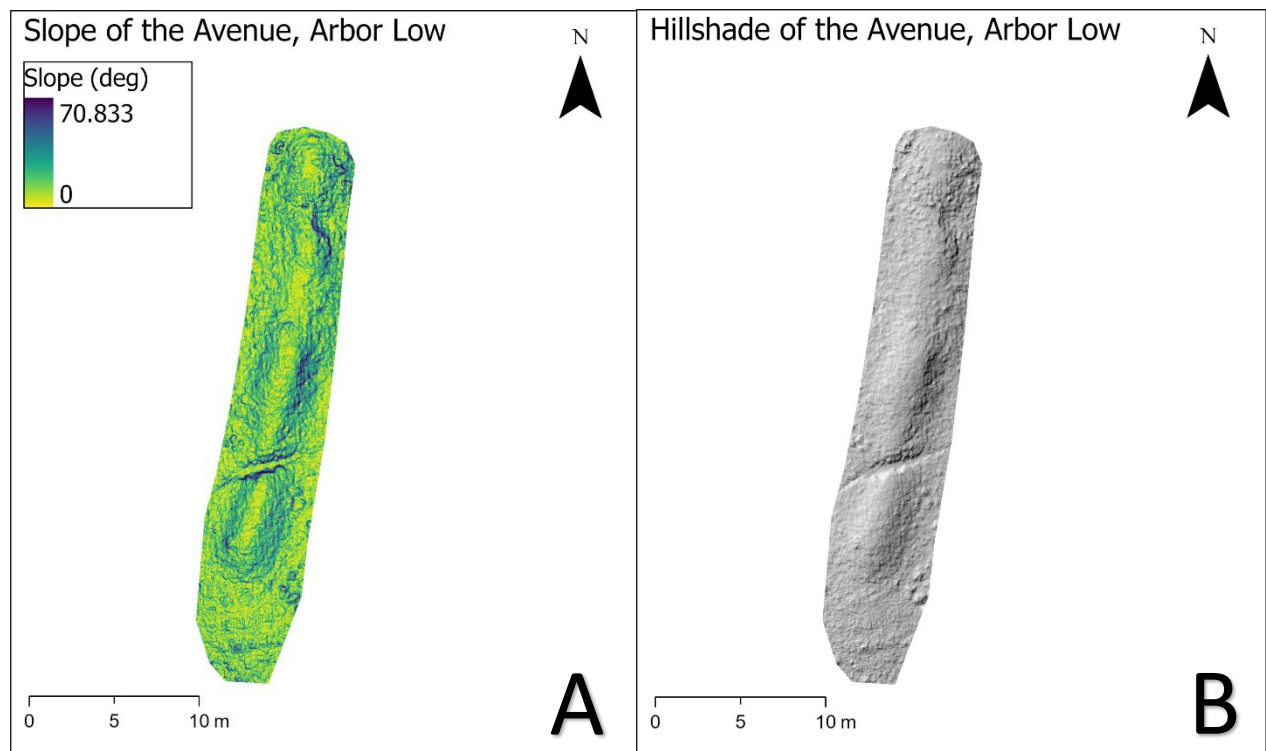 Slope of the Avenue, Arbor Low
N
Slope (deg)
70.833
0
0 5 10 m
A
Hillshade of the Avenue, Arbor Low
N
0 5 10 m
B